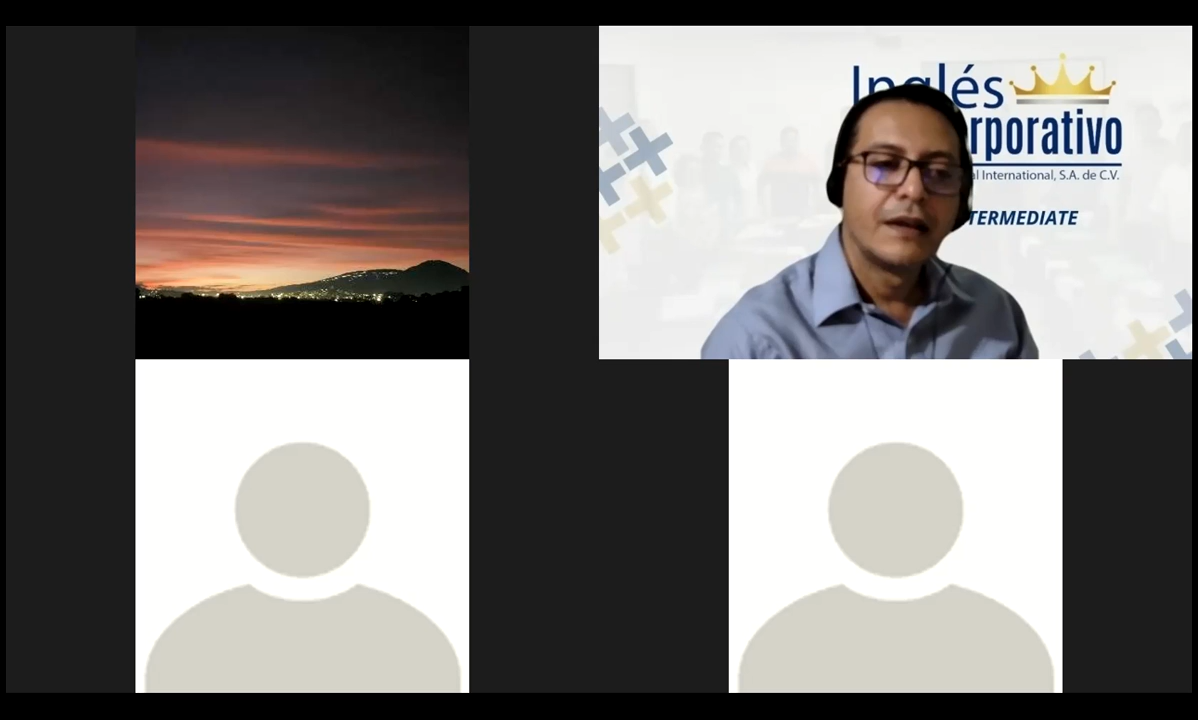 Inglés
rporativo
al International, S.A. de C.V.
TERMEDIATE